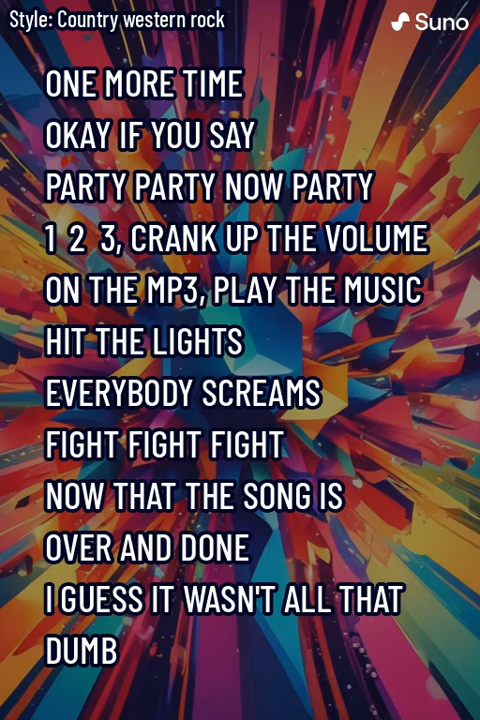 Style: Country western rock
Suno
ONE MORE TIME
OKAY IF YOU SAY
PARTY PARTY NOW PARTY
1 2 3, CRANK UP THE VOLUME
ON THE MP3, PLAY THE MUSIC
HIT THE LIGHTS
EVERYBODY SCREAMS
FIGHT FIGHT FIGHT
NOW THAT THE SONG IS
OVER AND DONE
I GUESS IT WASN'T ALL THAT
DUMB